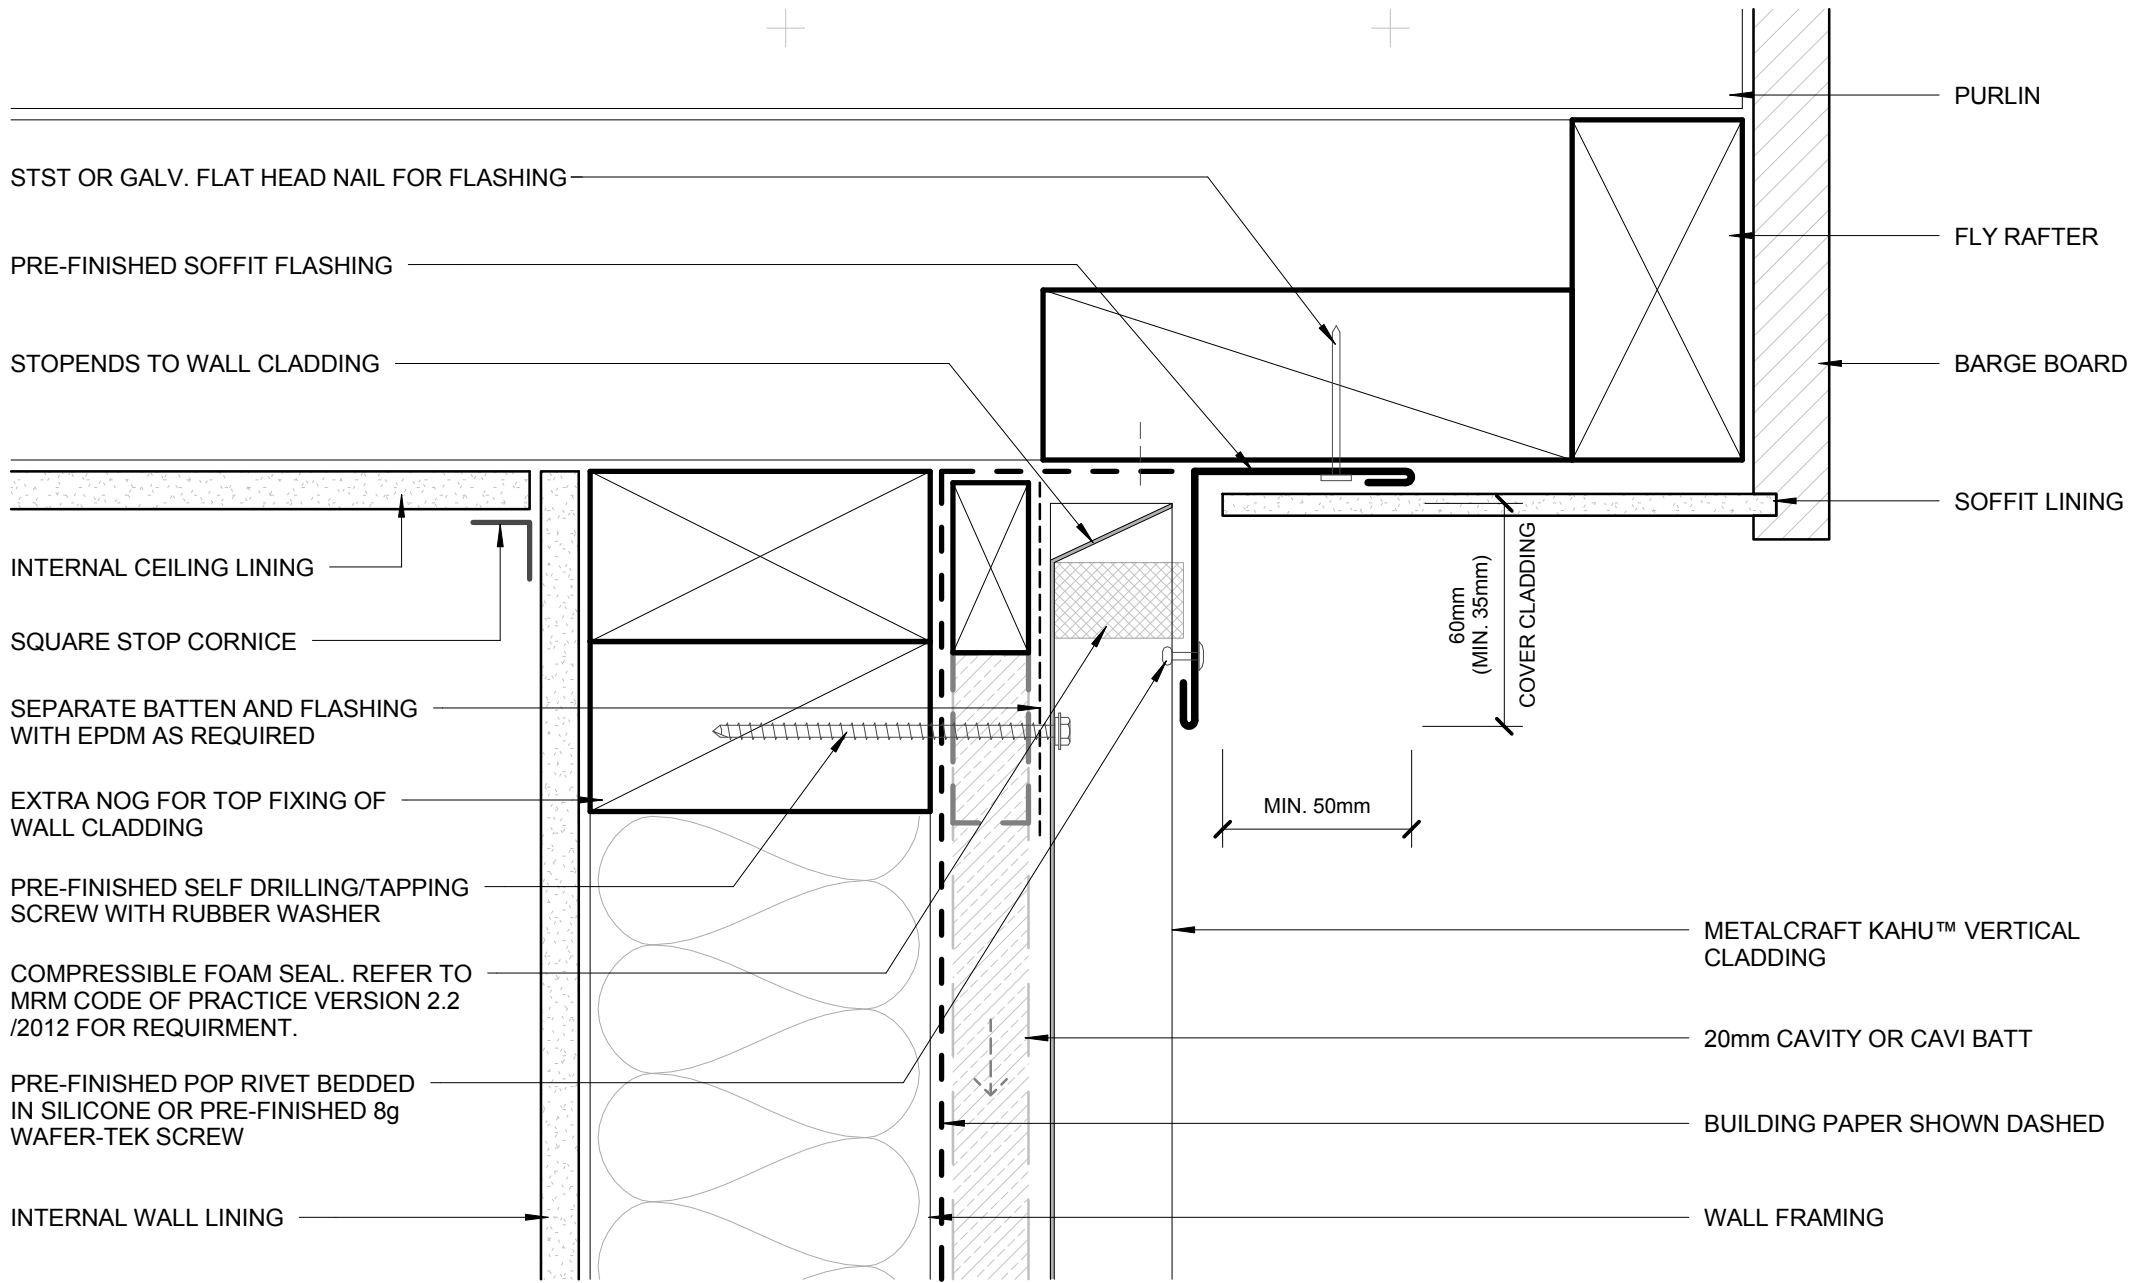 STST OR GALV. FLAT HEAD NAIL FOR FLASHING
PRE-FINISHED SOFFIT FLASHING
STOPENDS TO WALL CLADDING
INTERNAL CEILING LINING
SQUARE STOP CORNICE
SEPARATE BATTEN AND FLASHING
WITH EPDM AS REQUIRED
EXTRA NOG FOR TOP FIXING OF
WALL CLADDING
PRE-FINISHED SELF DRILLING/TAPPING
SCREW WITH RUBBER WASHER
COMPRESSIBLE FOAM SEAL. REFER TO
MRM CODE OF PRACTICE VERSION 2.2
/2012 FOR REQUIRMENT.
PRE-FINISHED POP RIVET BEDDED
IN SILICONE OR PRE-FINISHED 8g
WAFER-TEK SCREW
INTERNAL WALL LINING
60mm
(MIN. 35mm)
COVER CLADDING
MIN. 50mm
PURLIN
FLY RAFTER
BARGE BOARD
SOFFIT LINING
METALCRAFT KAHU™ VERTICAL
CLADDING
20mm CAVITY OR CAVI BATT
BUILDING PAPER SHOWN DASHED
WALL FRAMING